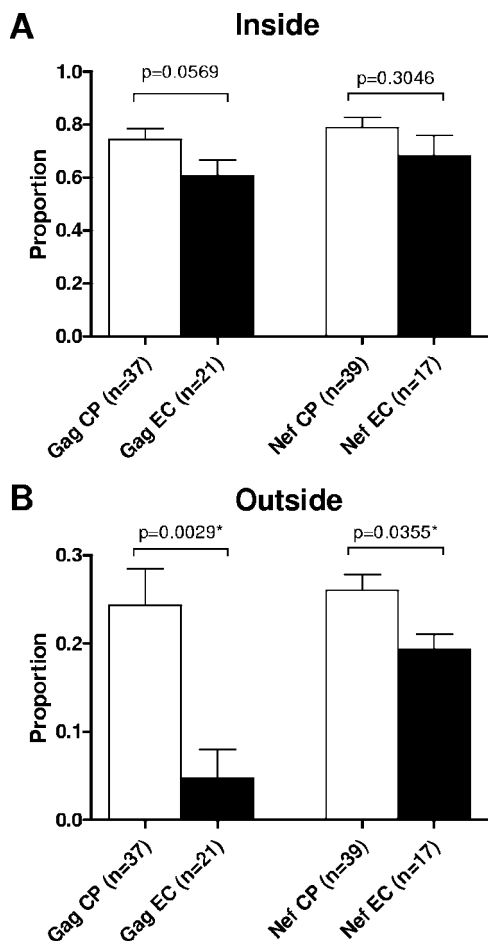 A
Inside
p=0.0569
p=0.3046
1.0
0.8
0.6
0.4
0.2
0.0
Proportion
Gag CP (n=37)
Gag EC (n=21)
Nef CP (n=39)
Nef EC (n=17)
B
Outside
p=0.0029*
p=0.0355*
0.3
0.2
0.1
0.0
Proportion
Gag CP (n=37)
Gag EC (n=21)
Nef CP (n=39)
Nef EC (n=17)